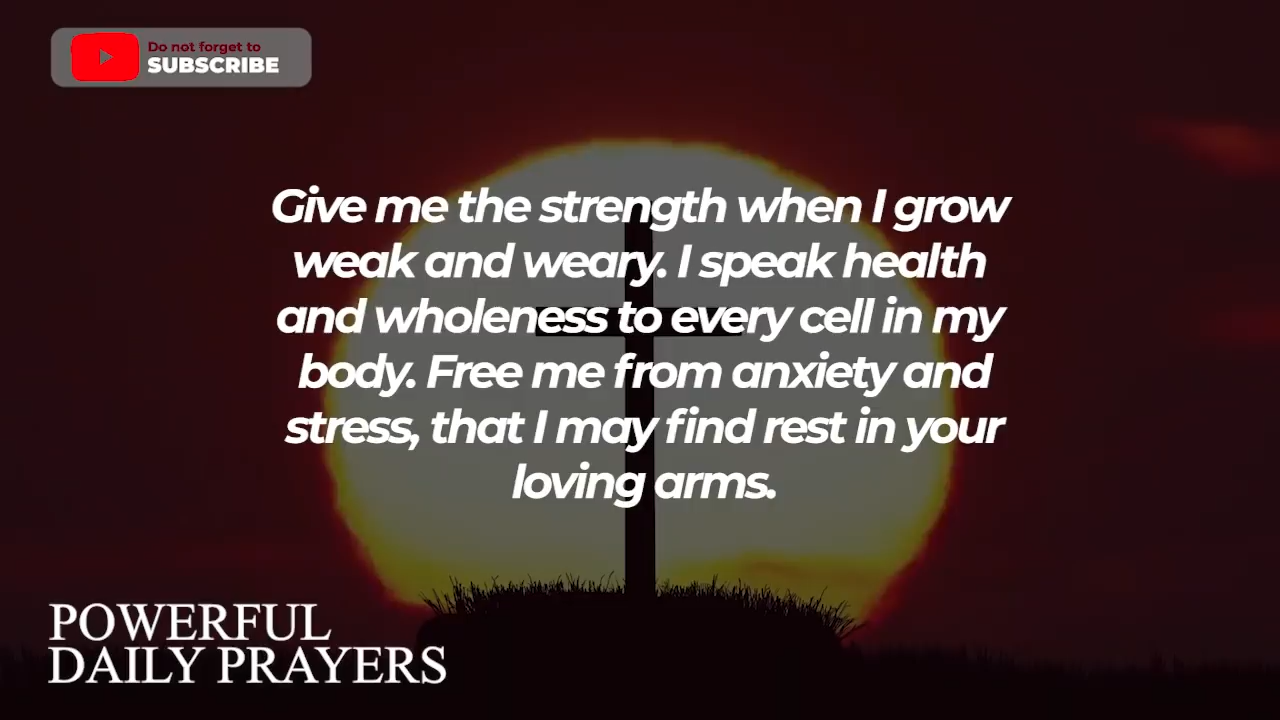 Do not forget to
SUBSCRIBE
Give me the strength when I grow
weak and weary. I speak health
and wholeness to every cell in my
body. Free me from anxiety and
stress, that I may find rest in your
loving arms.
POWERFUL
DAILY PRAYERS